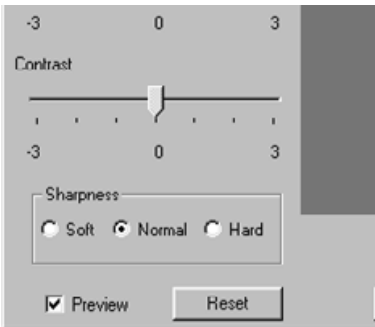 -3 0 3
Contrast
-3 0 3
Sharpness
Soft Normal Hard
Preview Reset